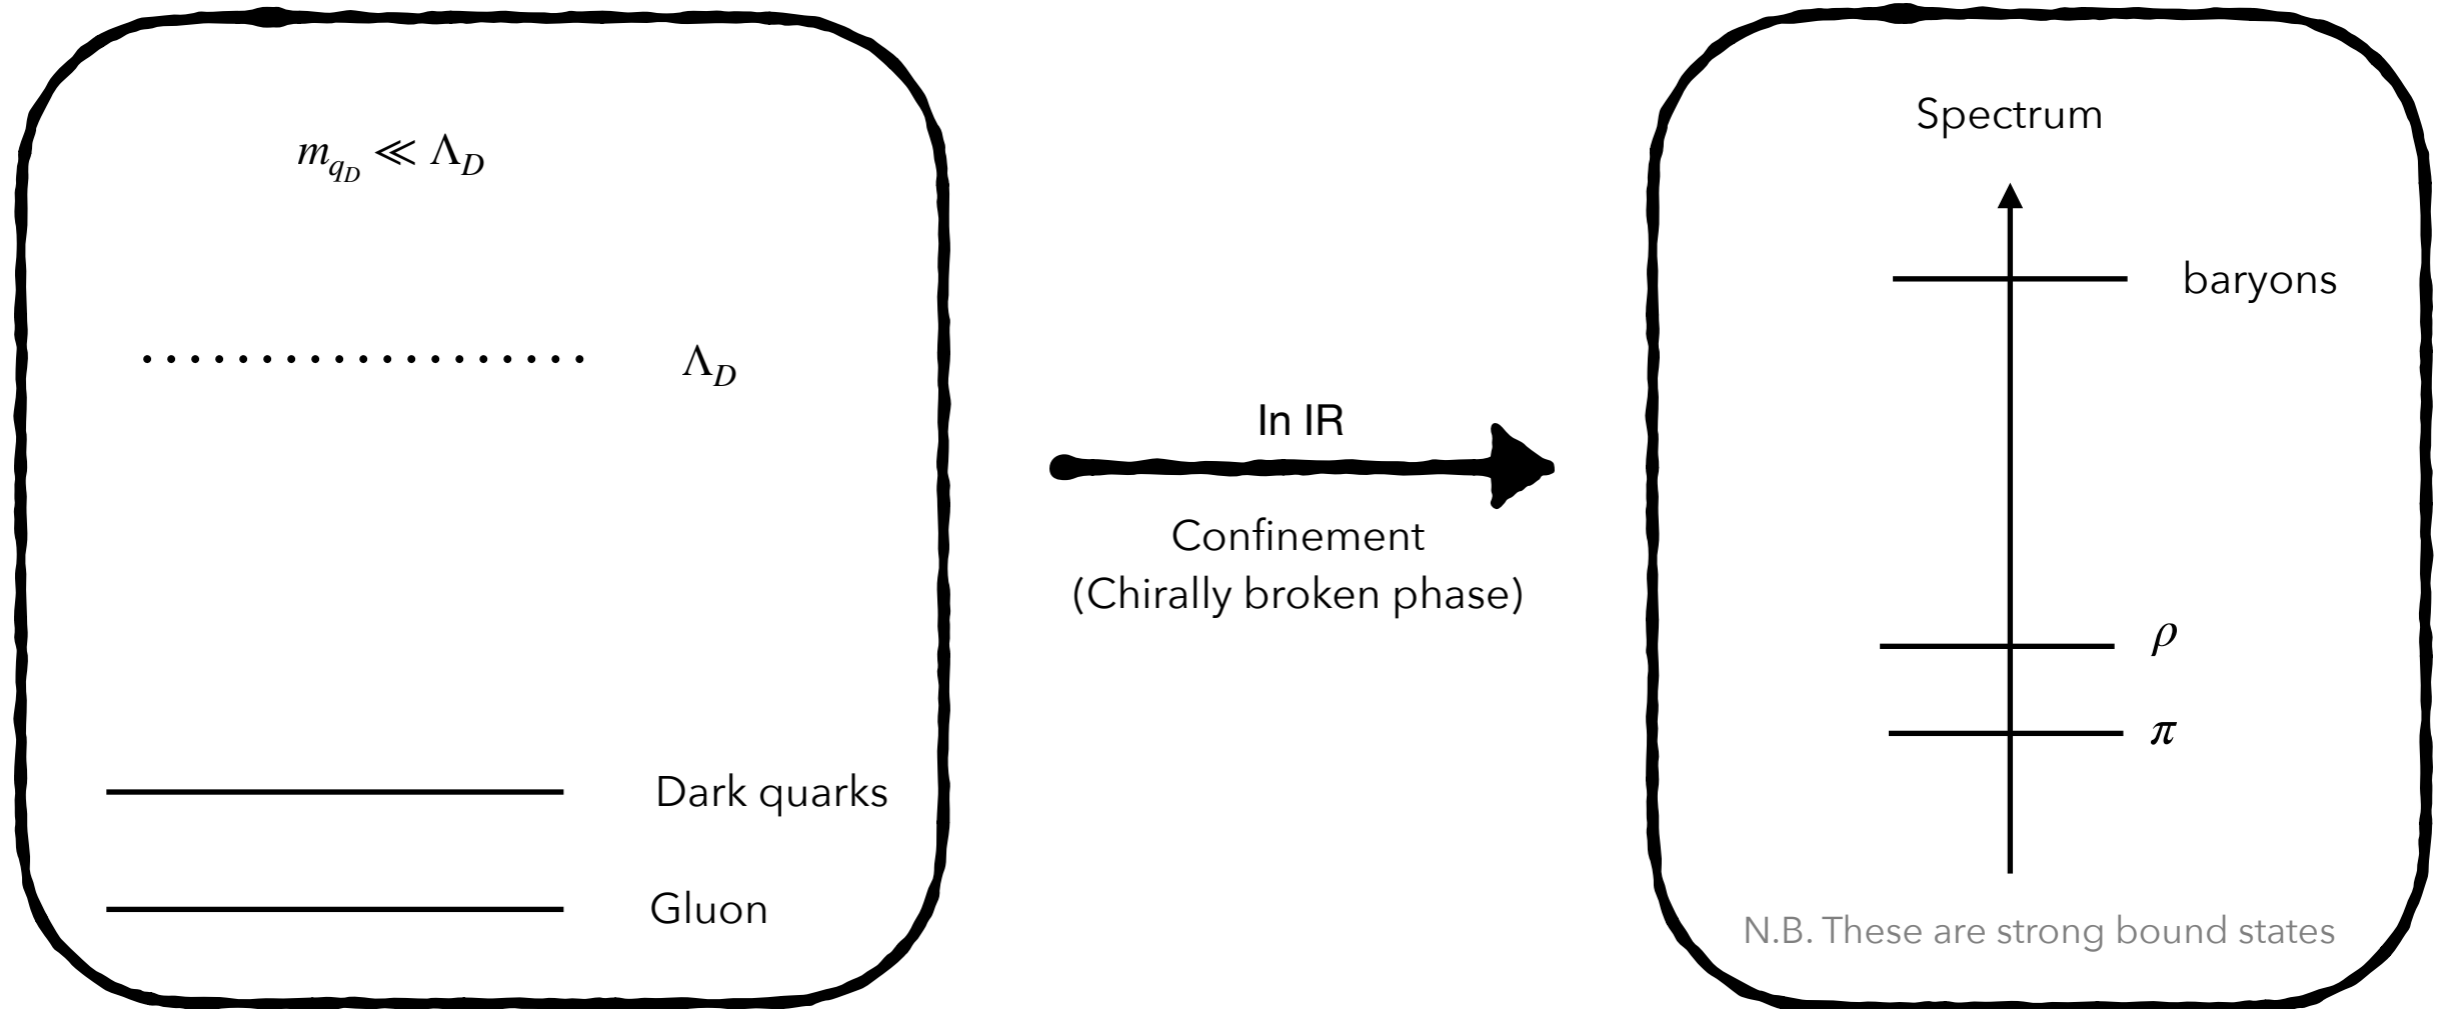 m_{q_D} ≪ Λ_D
Λ_D
Dark quarks
Gluon
In IR
Confinement
(Chirally broken phase)
Spectrum
baryons
ρ
π
N.B. These are strong bound states